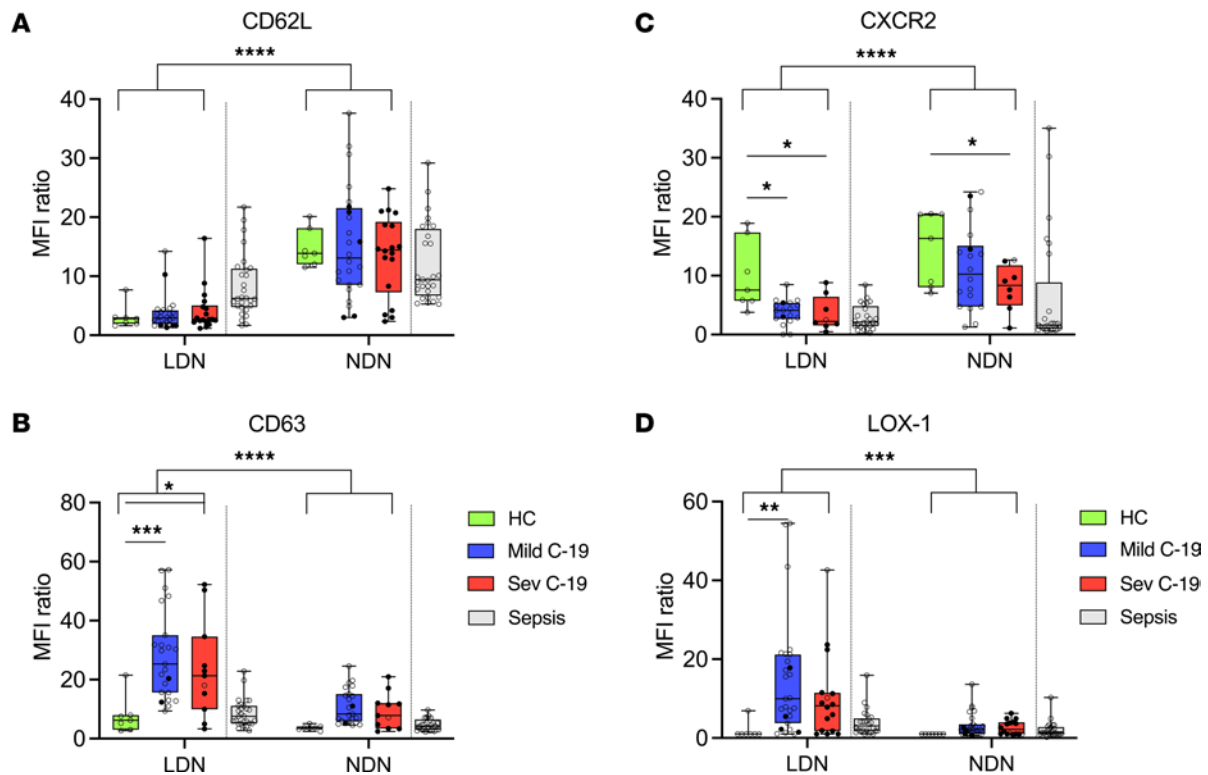 A
CD62L
****
MFI ratio
40
30
20
10
0
LDN
NDN
C
CXCR2
****
*
*
*
MFI ratio
40
30
20
10
0
LDN
NDN
B
CD63
****
*
***
MFI ratio
80
60
40
20
0
LDN
NDN
HC
Mild C-19
Sev C-19
Sepsis
D
LOX-1
***
**
MFI ratio
60
40
20
0
LDN
NDN
HC
Mild C-19
Sev C-19
Sepsis